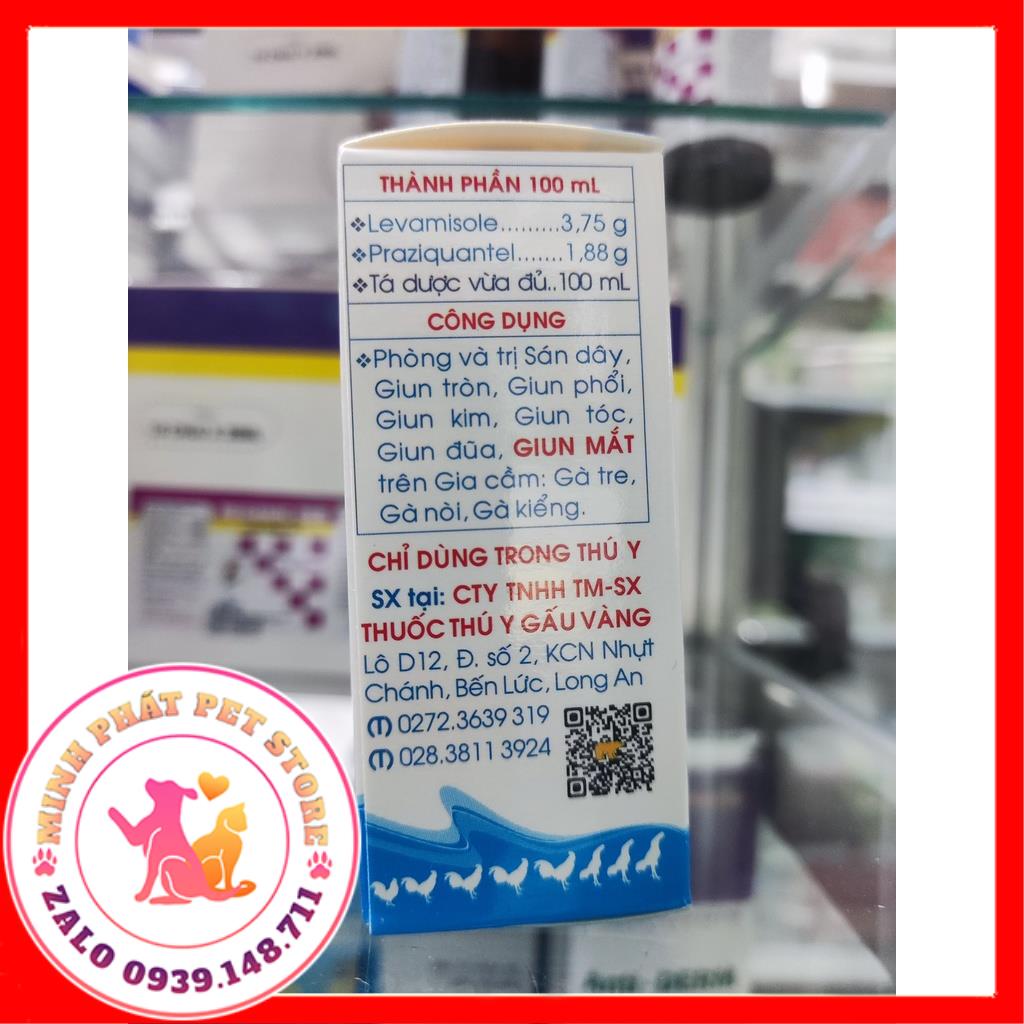 THÀNH PHẦN 100 mL
❖Levamisole.........3,75 g
❖Praziquantel.......1,88 g
❖Tá dược vừa đủ..100 mL
CÔNG DỤNG
❖Phòng và trị Sán dây,
Giun tròn, Giun phổi,
Giun kim, Giun tóc,
Giun đũa, GIUN MẮT
trên Gia cầm: Gà tre,
Gà nòi, Gà kiểng.
CHỈ DÙNG TRONG THÚ Y
SX tại: CTY TNHH TM-SX
THUỐC THÚ Y GẤU VÀNG
Lô D12, Đ. số 2, KCN Nhựt
Chánh, Bến Lức, Long An
0272.3639 319
028.3811 3924
MINH PHÁT PET STORE
ZALO 0939.148.711